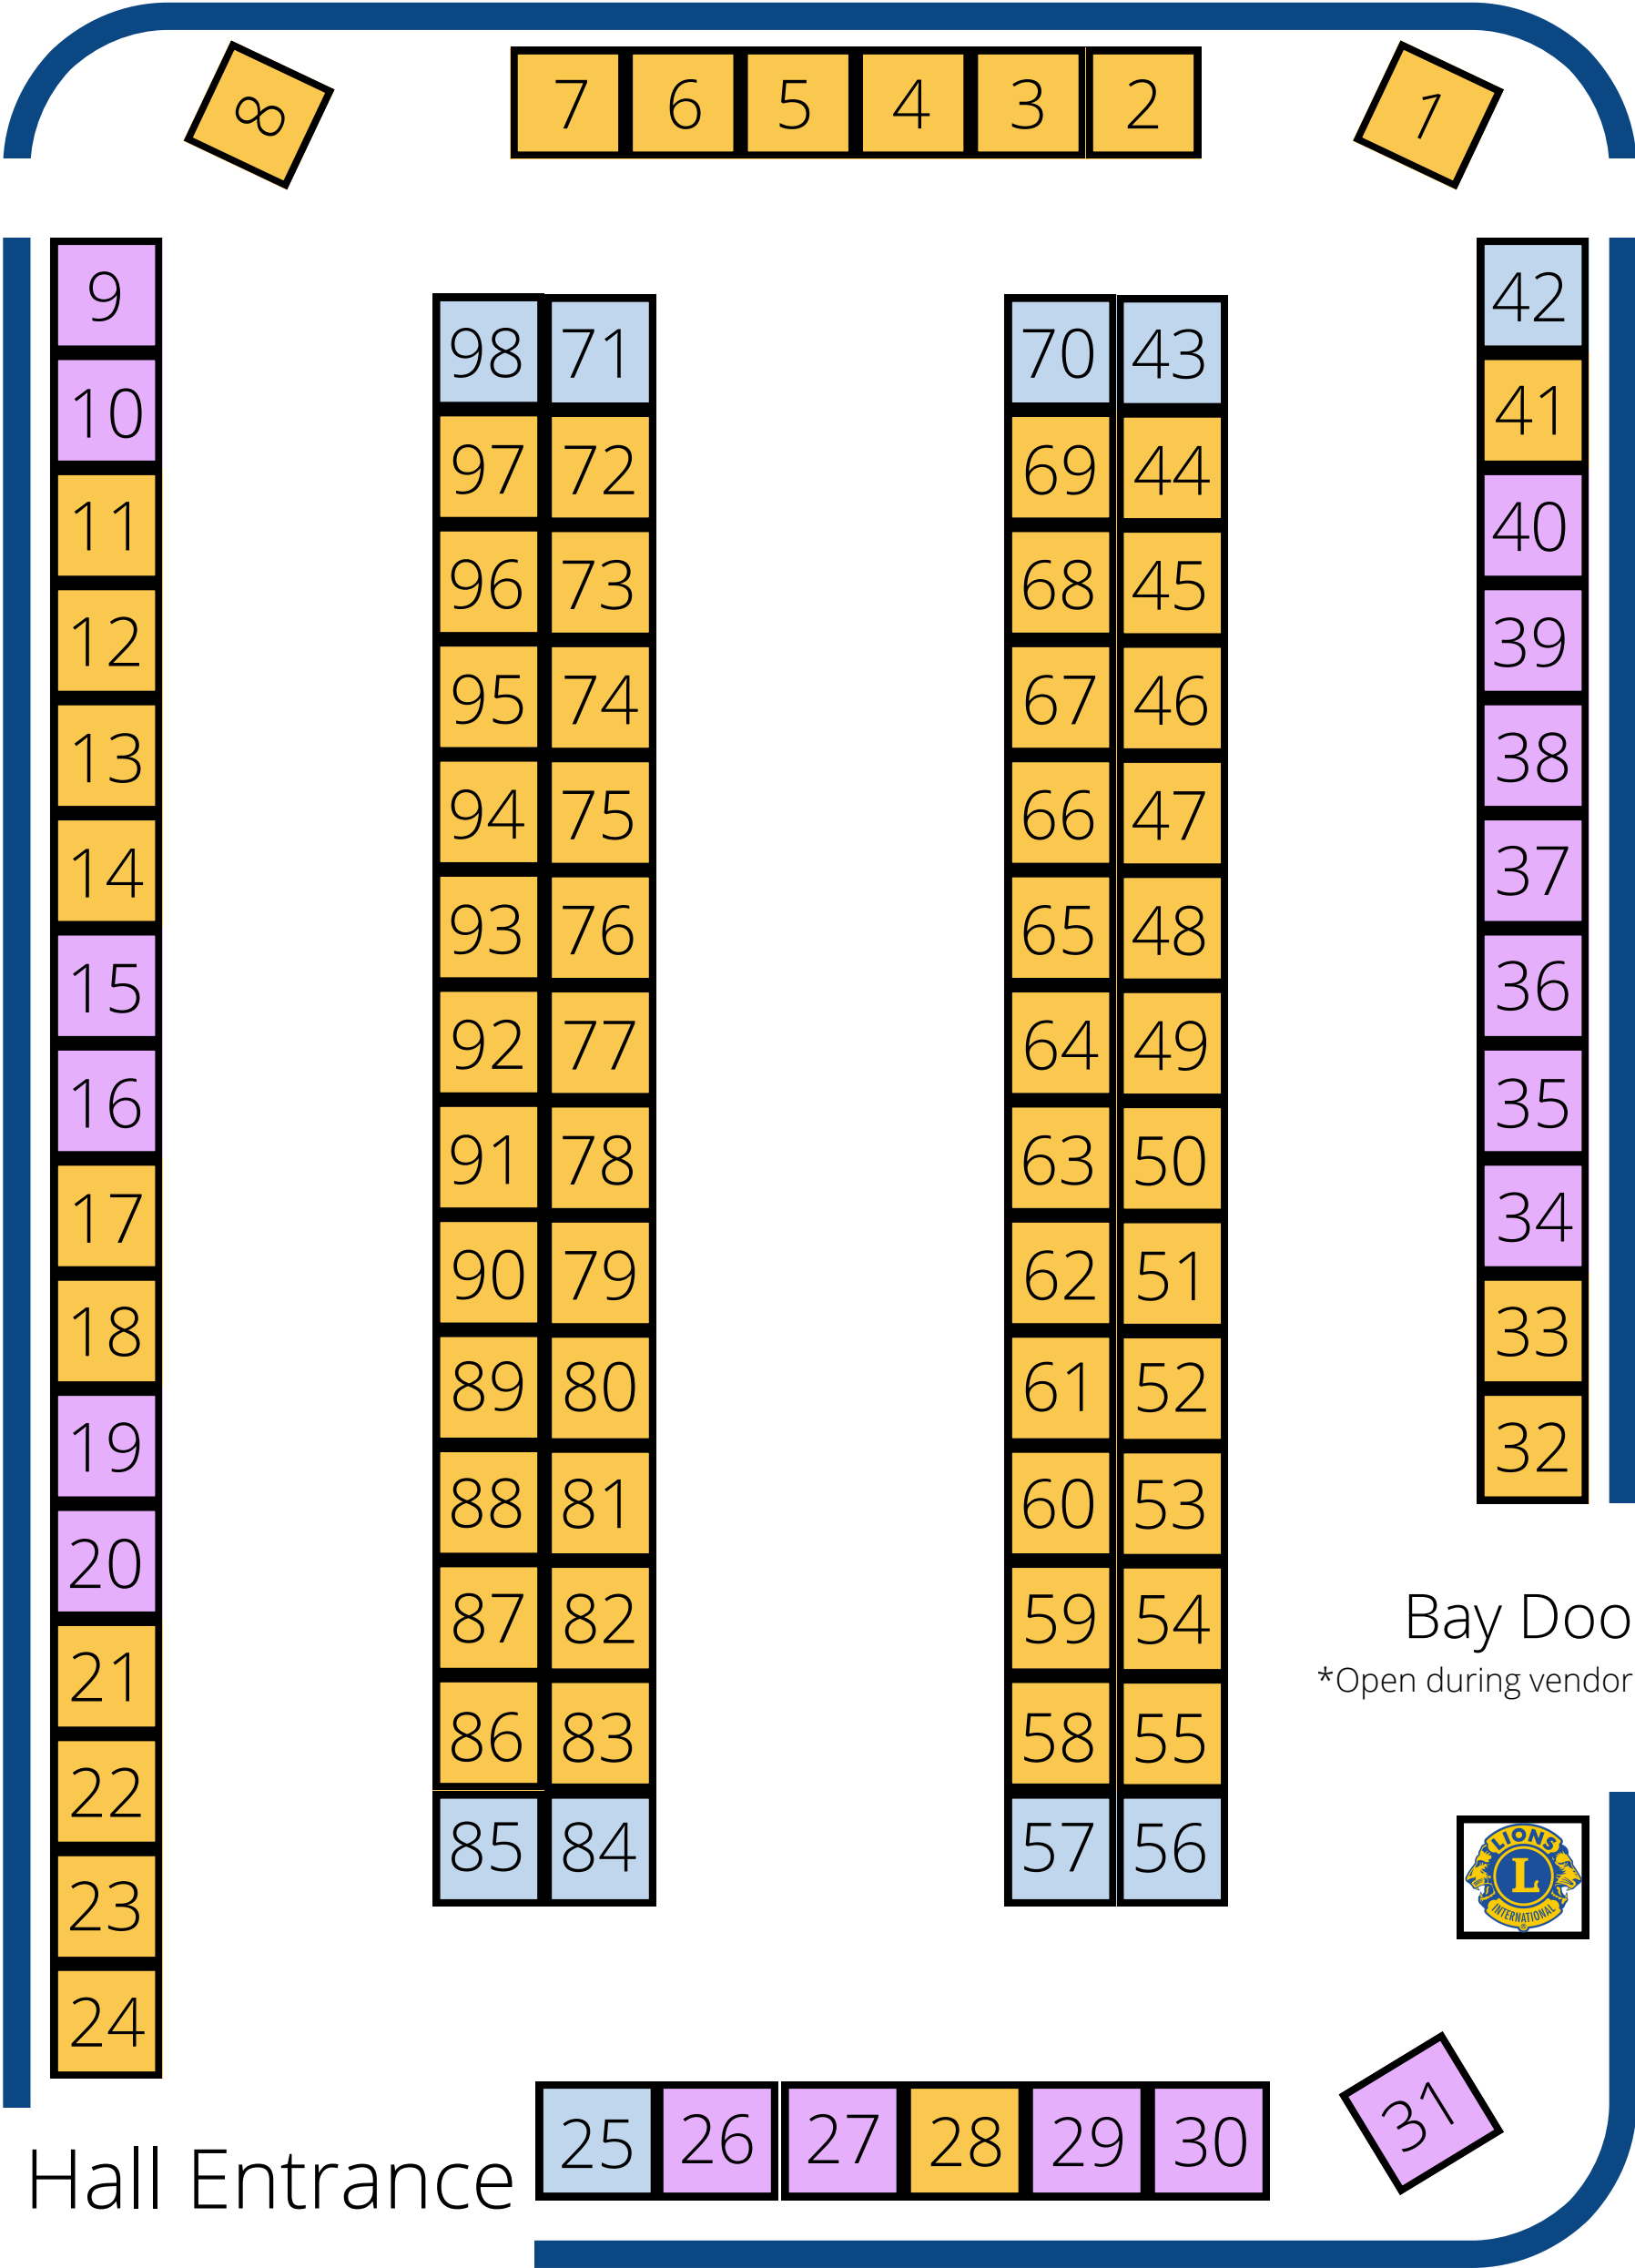 8 7 6 5 4 3 2 1
9 42
98 71 70 43
10 41
97 72 69 44
11 40
96 73 68 45
12 39
95 74 67 46
13 38
94 75 66 47
14 37
93 76 65 48
15 36
92 77 64 49
16 35
91 78 63 50
17 34
90 79 62 51
18 33
89 80 61 52
19 32
88 81 60 53
20
87 82 59 54
Bay Doo
21
*Open during vendor
86 83 58 55
22
85 84 57 56
LIONS
L
INTERNATIONAL
23
24
31
25 26 27 28 29 30
Hall Entrance